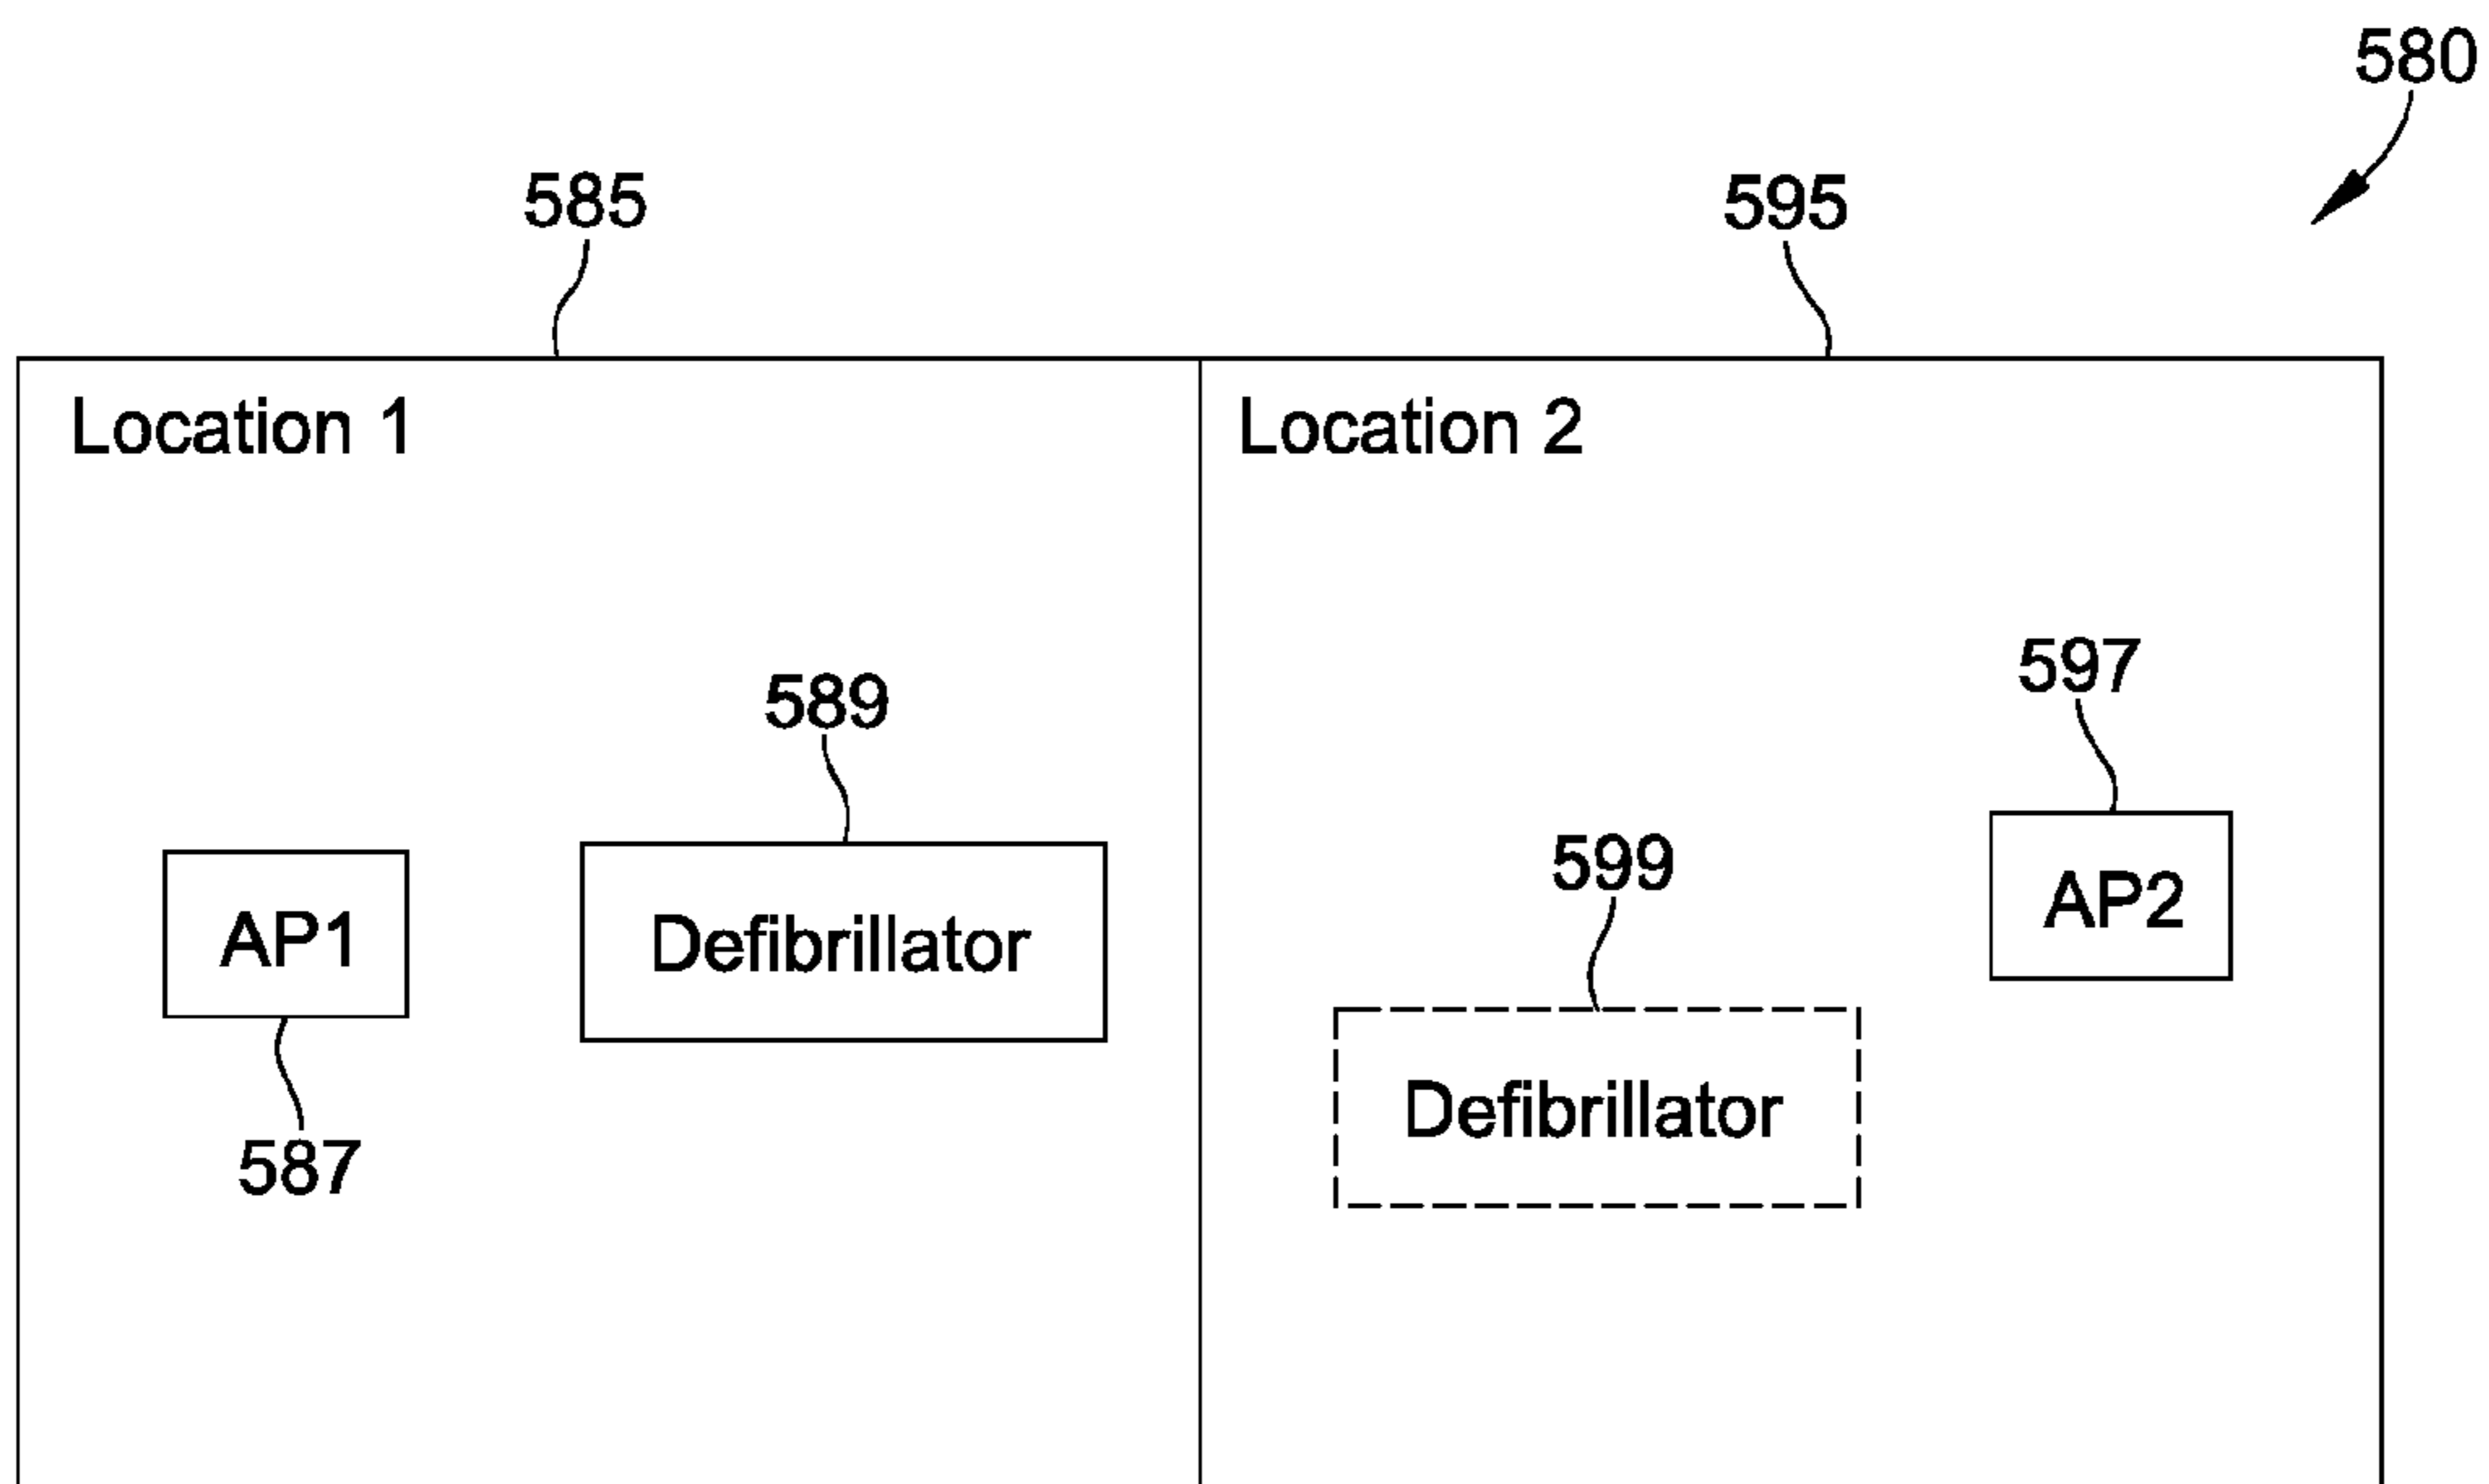 580
585
595
Location 1
Location 2
589
597
599
AP1
Defibrillator
AP2
Defibrillator
587